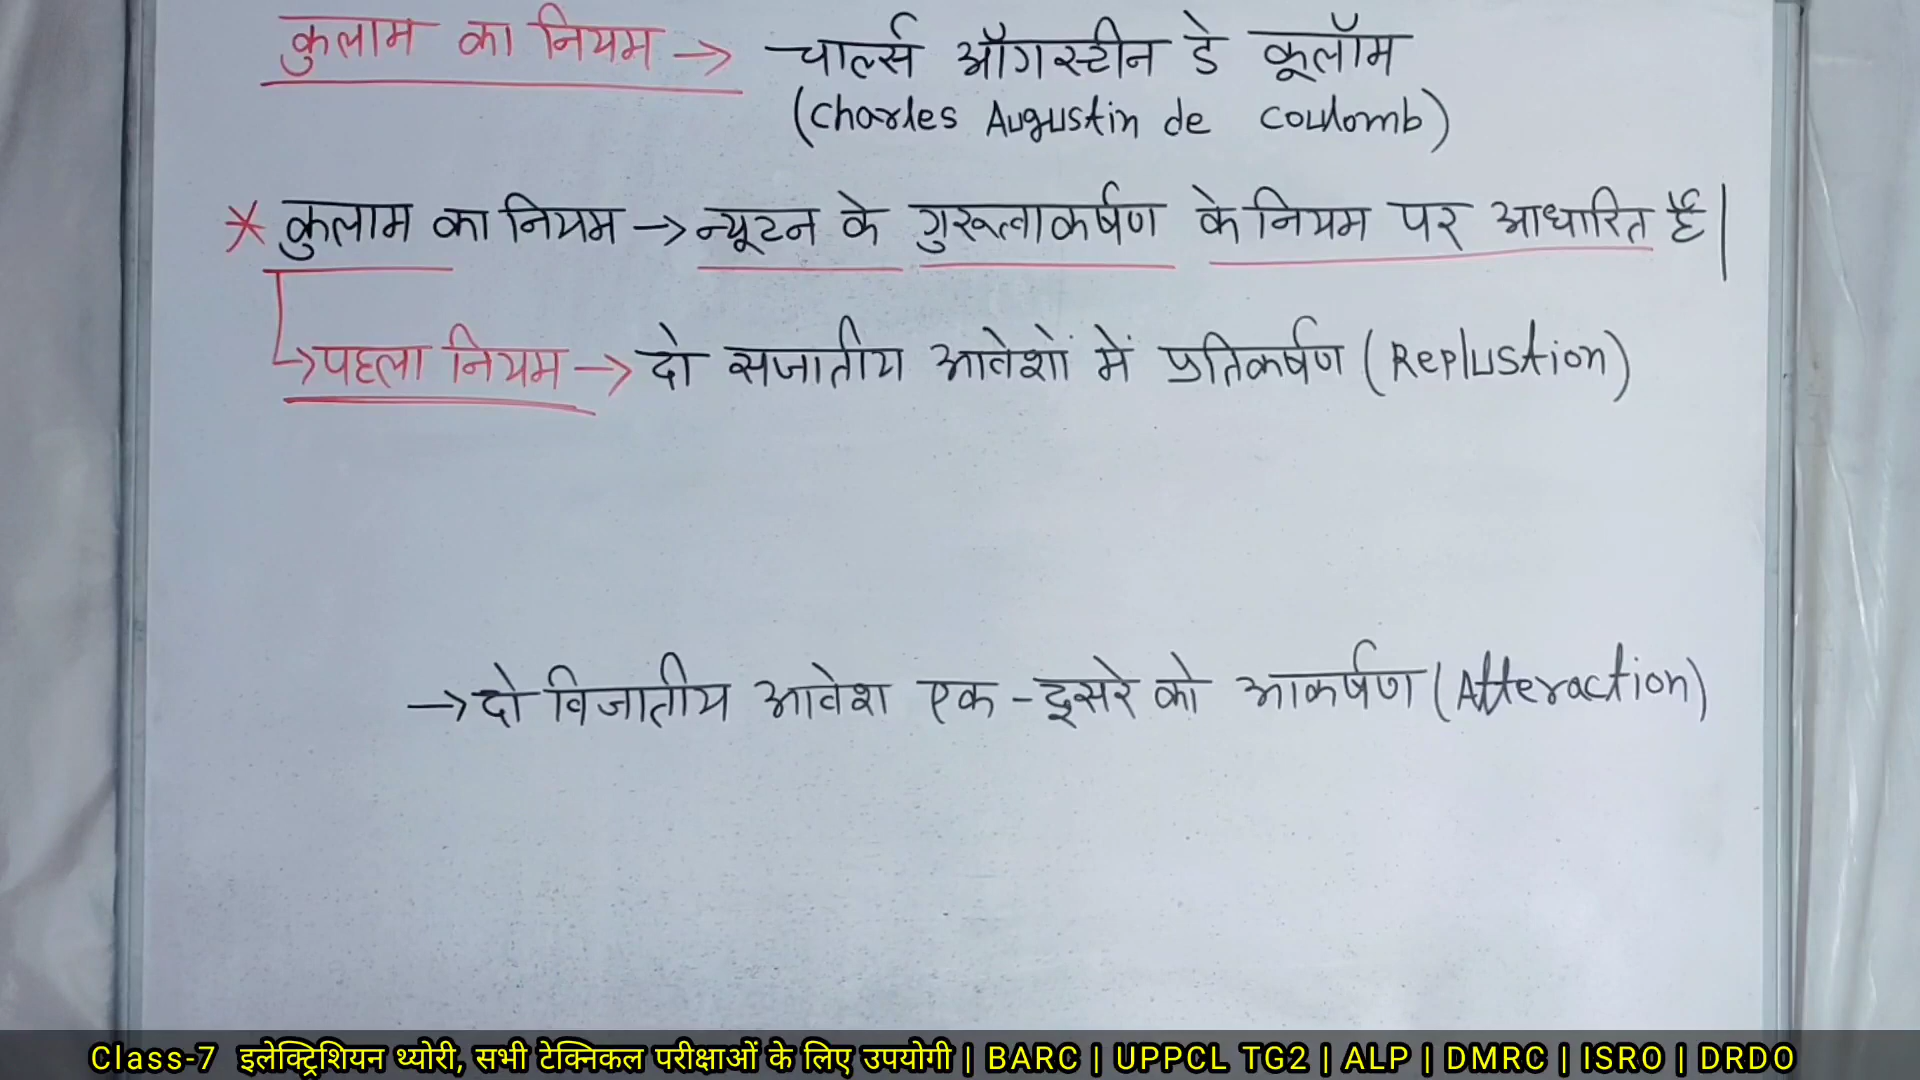 कुलाम का नियम → चार्ल्स ऑगस्टीन डे कूलॉम
(Charles Augustin de Coulomb)
* कुलाम का नियम → न्यूटन के गुरूत्वाकर्षण के नियम पर आधारित है|
→ पहला नियम → दो सजातीय आवेशों में प्रतिकर्षण (Replustion)
→ दो विजातीय आवेश एक-दूसरे को आकर्षण (Atteraction)
Class-7 इलेक्ट्रिशियन थ्योरी, सभी टेक्निकल परीक्षाओं के लिए उपयोगी | BARC | UPPCL TG2 | ALP | DMRC | ISRO | DRDO